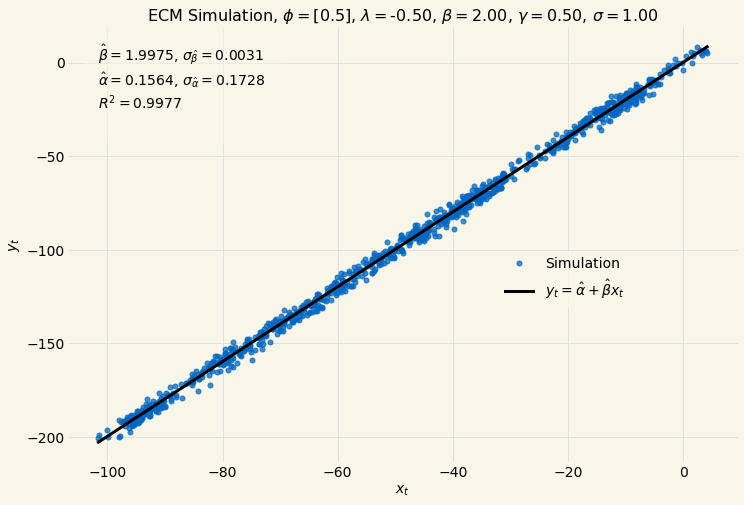 ECM Simulation, ϕ = [0.5], λ = -0.50, β = 2.00, γ = 0.50, σ = 1.00
β̂ = 1.9975, σ_β̂ = 0.0031
α̂ = 0.1564, σ_α̂ = 0.1728
R² = 0.9977
0
−50
−100
−150
−200
y_t
Simulation
y_t = α̂ + β̂x_t
−100 −80 −60 −40 −20 0
x_t